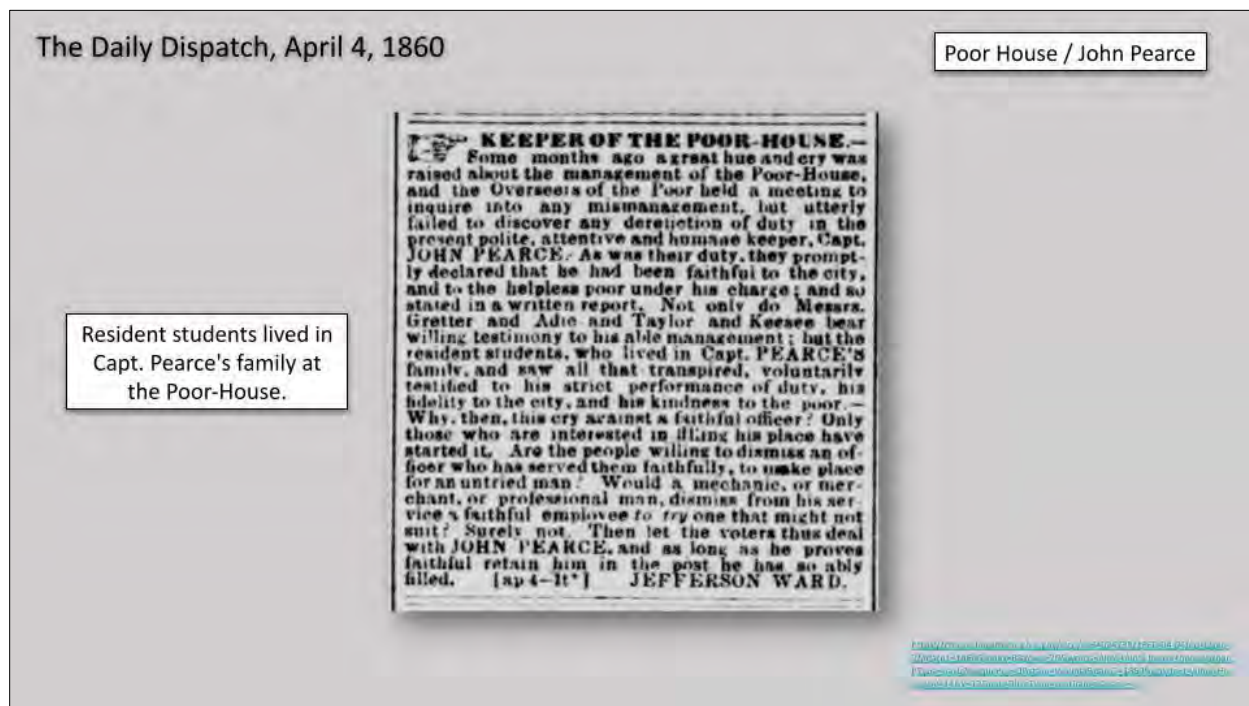 The Daily Dispatch, April 4, 1860
Poor House / John Pearce
KEEPER OF THE POOR-HOUSE.—
Some months ago a great hue and cry was
raised about the management of the Poor-House,
and the Overseers of the Poor held a meeting to
inquire into any mismanagement, but utterly
failed to discover any dereliction of duty in the
present polite, attentive and humane keeper, Capt.
JOHN PEARCE. As was their duty, they prompt-
ly declared that he had been faithful to the city,
and to the helpless poor under his charge; and so
stated in a written report. Not only do Messrs.
Gretter and Adie and Taylor and Keesee bear
willing testimony to his able management; but the
resident students, who lived in Capt. PEARCE'S
family, and saw all that transpired, voluntarily
testified to his strict performance of duty, his
fidelity to the city, and his kindness to the poor.—
Why, then, this cry against a faithful officer? Only
those who are interested in filling his place have
started it. Are the people willing to dismiss an of-
ficer who has served them faithfully, to make place
for an untried man? Would a mechanic, or mer-
chant, or professional man, dismiss from his ser-
vice a faithful employee to try one that might not
suit? Surely not. Then let the voters thus deal
with JOHN PEARCE, and as long as he proves
faithful retain him in the post he has so ably
filled. [ap 4—1t*] JEFFERSON WARD.
Resident students lived in
Capt. Pearce's family at
the Poor-House.